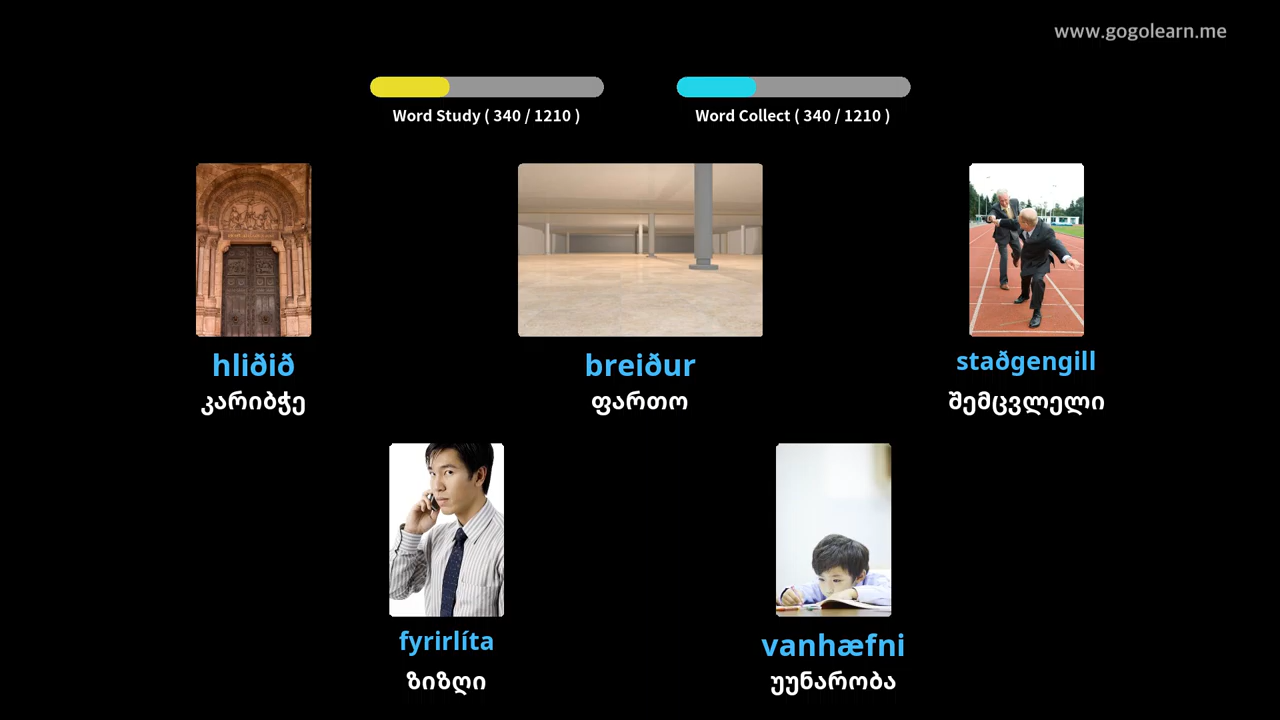 www.gogolearn.me
Word Study ( 340 / 1210 )
Word Collect ( 340 / 1210 )
hliðið
კარიბჭე
breiður
ფართო
staðgengill
შემცვლელი
fyrirlíta
ზიზღი
vanhæfni
უუნარობა